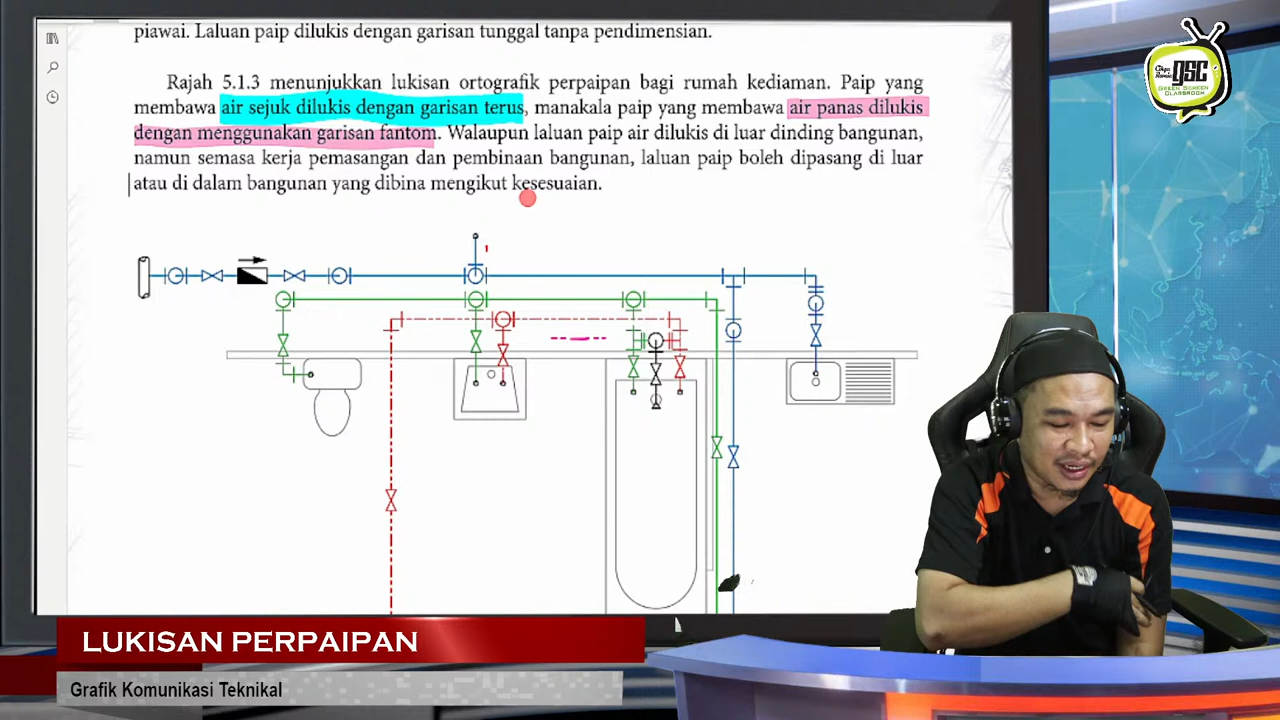 piawai. Laluan paip dilukis dengan garisan tunggal tanpa pendimensian.
Rajah 5.1.3 menunjukkan lukisan ortografik perpaipan bagi rumah kediaman. Paip yang
membawa air sejuk dilukis dengan garisan terus, manakala paip yang membawa air panas dilukis
dengan menggunakan garisan fantom. Walaupun laluan paip air dilukis di luar dinding bangunan,
namun semasa kerja pemasangan dan pembinaan bangunan, laluan paip boleh dipasang di luar
atau di dalam bangunan yang dibina mengikut kesesuaian.
gsc
GREEN SCREEN
CLASSROOM
LUKISAN PERPAIPAN
Grafik Komunikasi Teknikal